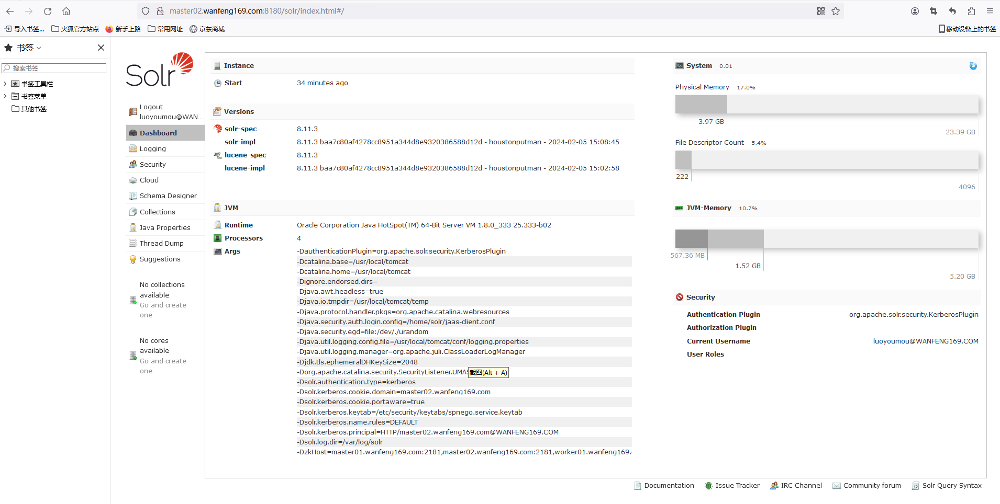 master02.wanfeng169.com:8180/solr/index.html#/
导入书签...
火狐官方站点
新手上路
常用网址
京东商城
移动设备上的书签
书签
搜索书签
书签工具栏
书签菜单
其他书签
Solr
Logout
luoyoumou@WAN...
Dashboard
Logging
Security
Cloud
Schema Designer
Collections
Java Properties
Thread Dump
Suggestions
No collections
available
Go and create
one
No cores
available
Go and create
one
Instance
Start 34 minutes ago
Versions
solr-spec 8.11.3
solr-impl 8.11.3 baa7c80af4278cc8951a344d8e9320386588d12d - houstonputman - 2024-02-05 15:08:45
lucene-spec 8.11.3
lucene-impl 8.11.3 baa7c80af4278cc8951a344d8e9320386588d12d - houstonputman - 2024-02-05 15:02:58
JVM
Runtime Oracle Corporation Java HotSpot(TM) 64-Bit Server VM 1.8.0_333 25.333-b02
Processors 4
Args -DauthenticationPlugin=org.apache.solr.security.KerberosPlugin
-Dcatalina.base=/usr/local/tomcat
-Dcatalina.home=/usr/local/tomcat
-Dignore.endorsed.dirs=
-Djava.awt.headless=true
-Djava.io.tmpdir=/usr/local/tomcat/temp
-Djava.protocol.handler.pkgs=org.apache.catalina.webresources
-Djava.security.auth.login.config=/home/solr/jaas-client.conf
-Djava.security.egd=file:/dev/./urandom
-Djava.util.logging.config.file=/usr/local/tomcat/conf/logging.properties
-Djava.util.logging.manager=org.apache.juli.ClassLoaderLogManager
-Djdk.tls.ephemeralDHKeySize=2048
-Dorg.apache.catalina.security.SecurityListener.UMAS
截图(Alt + A)
-Dsolr.authentication.type=kerberos
-Dsolr.kerberos.cookie.domain=master02.wanfeng169.com
-Dsolr.kerberos.cookie.portaware=true
-Dsolr.kerberos.keytab=/etc/security/keytabs/spnego.service.keytab
-Dsolr.kerberos.name.rules=DEFAULT
-Dsolr.kerberos.principal=HTTP/master02.wanfeng169.com@WANFENG169.COM
-Dsolr.log.dir=/var/log/solr
-DzkHost=master01.wanfeng169.com:2181,master02.wanfeng169.com:2181,worker01.wanfeng169.
System 0.01
Physical Memory 17.0%
3.97 GB
23.39 GB
File Descriptor Count 5.4%
222
4096
JVM-Memory 10.7%
567.36 MB
1.52 GB
5.20 GB
Security
Authentication Plugin org.apache.solr.security.KerberosPlugin
Authorization Plugin
Current Username luoyoumou@WANFENG169.COM
User Roles
Documentation
Issue Tracker
IRC Channel
Community forum
Solr Query Syntax